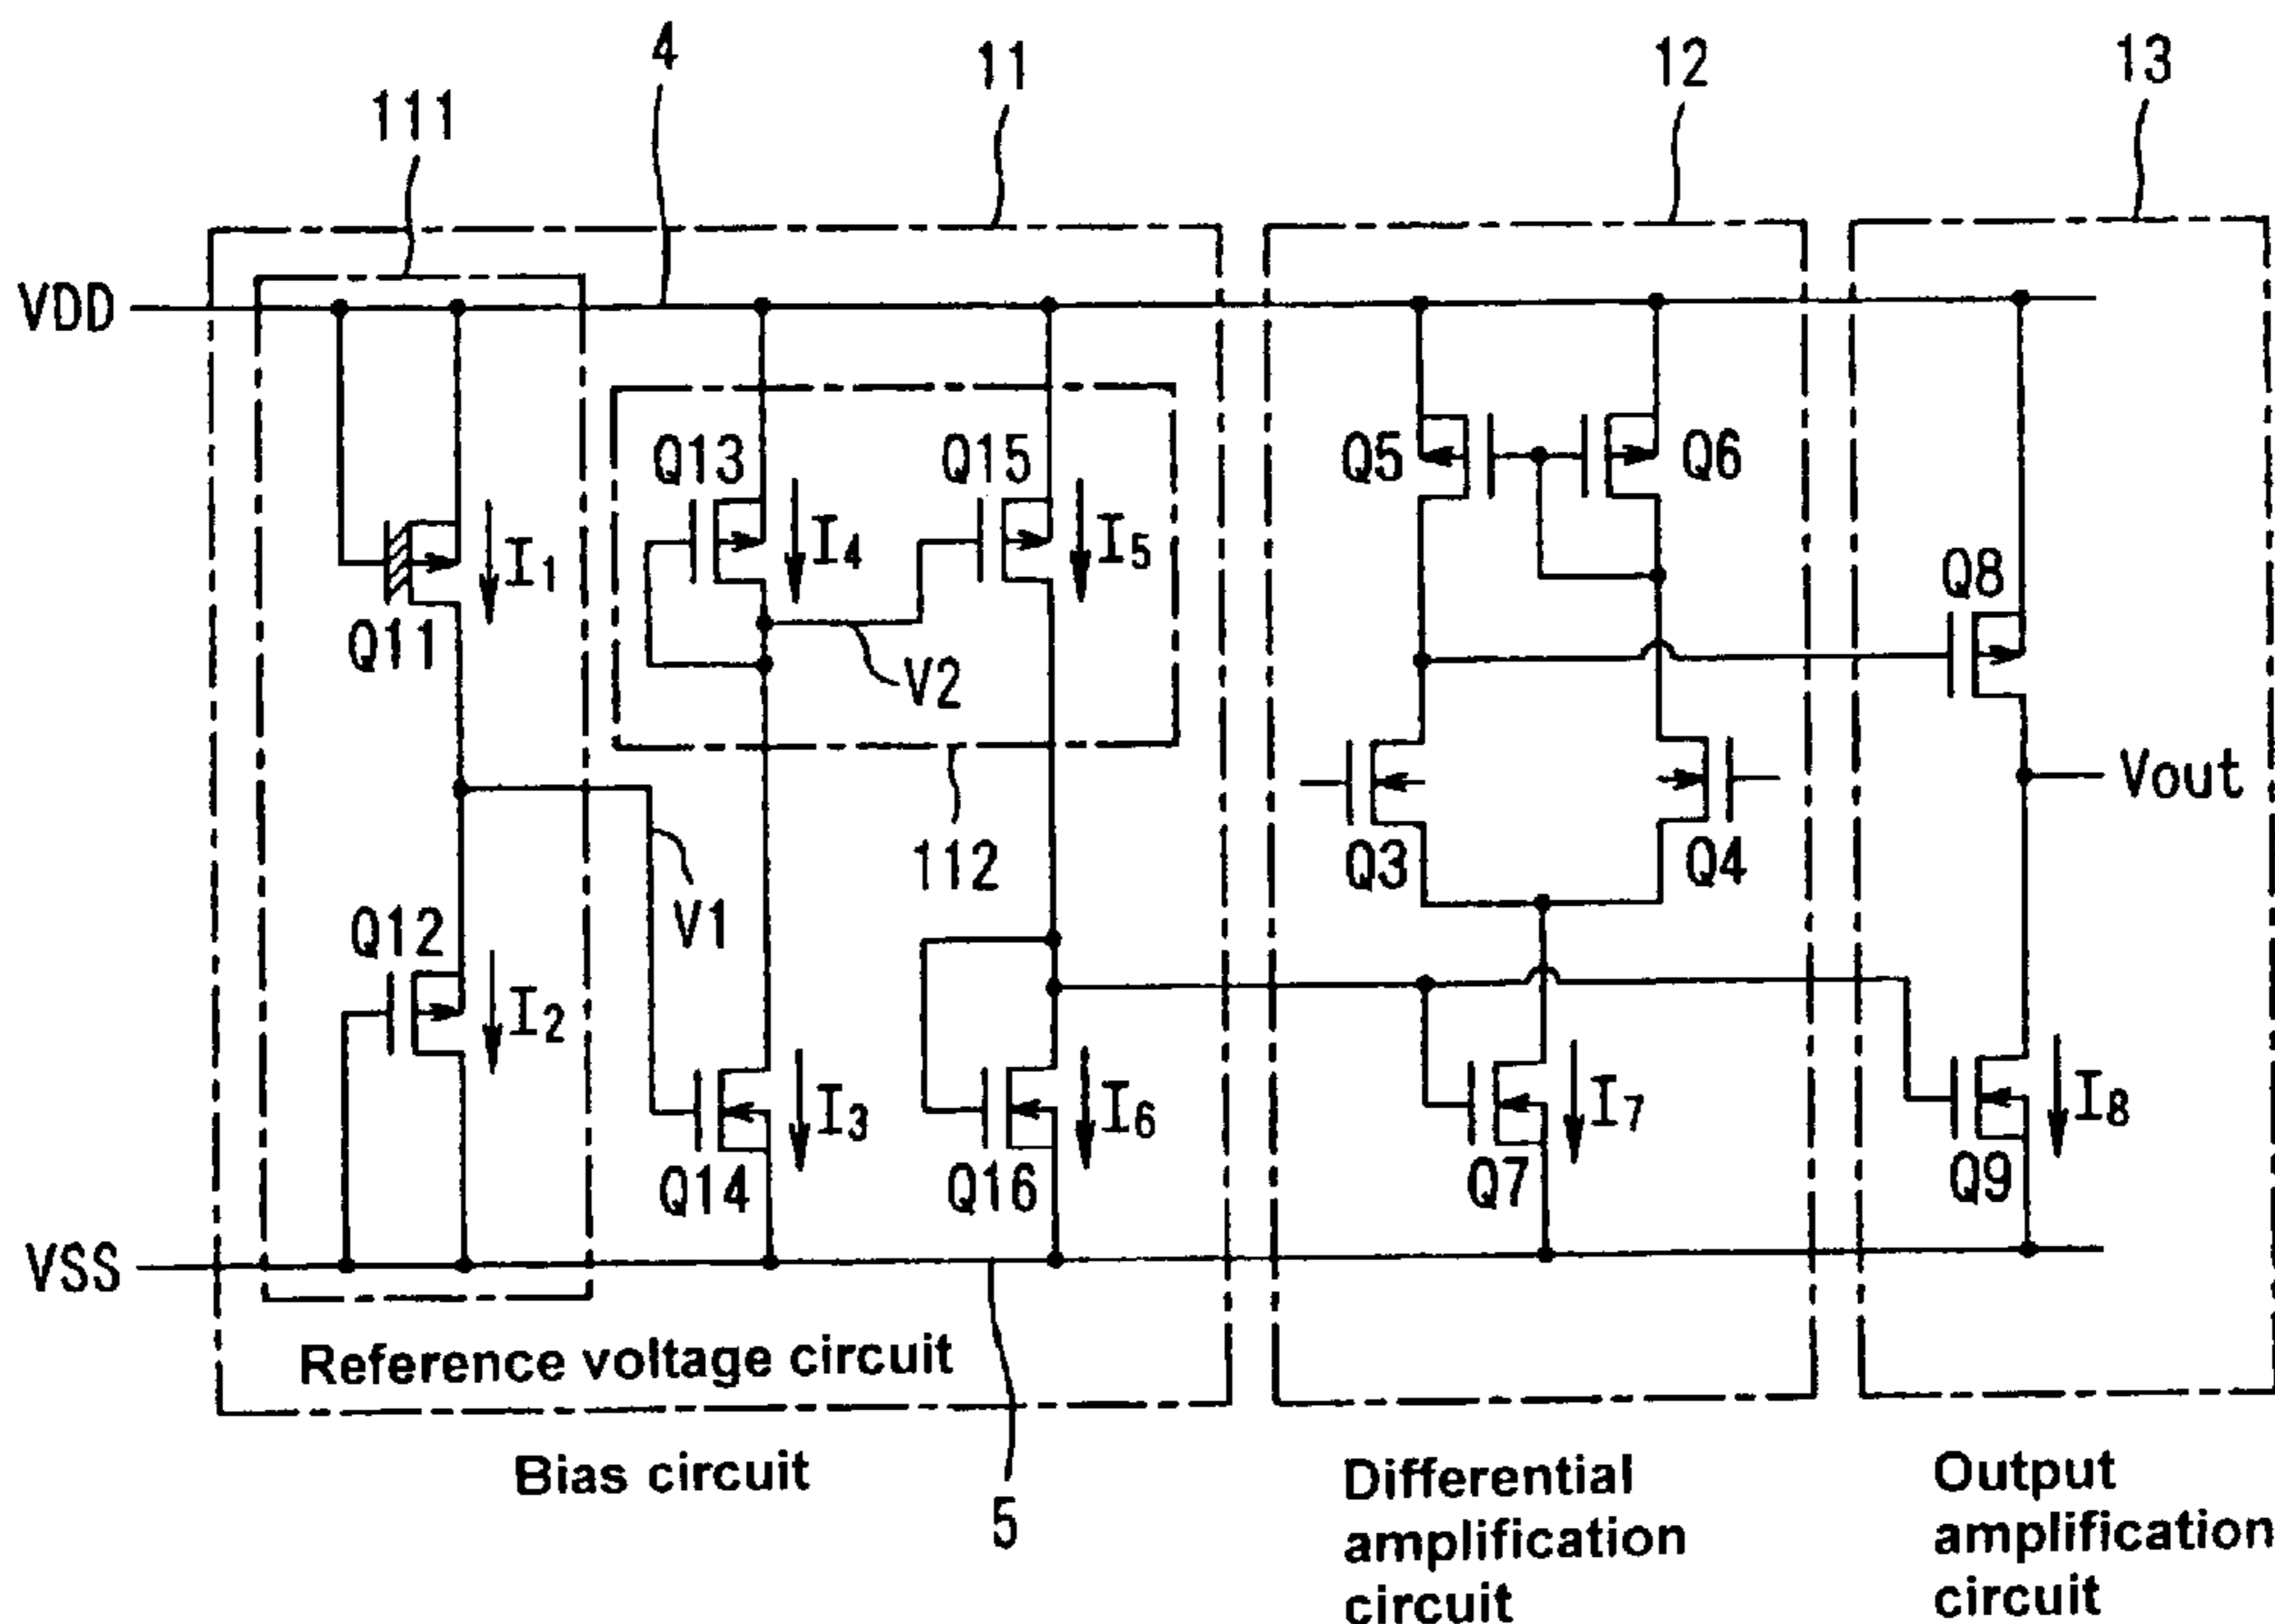 4
11
12
13
111
VDD
Q13
Q15
Q5
Q6
I4
I5
I1
Q11
Q8
V2
Vout
112
Q3
Q4
V1
Q12
I2
I3
I6
I7
I8
Q14
Q16
Q7
Q9
VSS
Reference voltage circuit
Bias circuit
5
Differential
amplification
circuit
Output
amplification
circuit